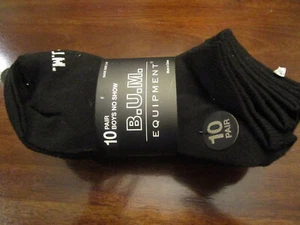 .M.
10 PAIR
BOYS NO SHOW
B.U.M.
EQUIPMENT
10
PAIR